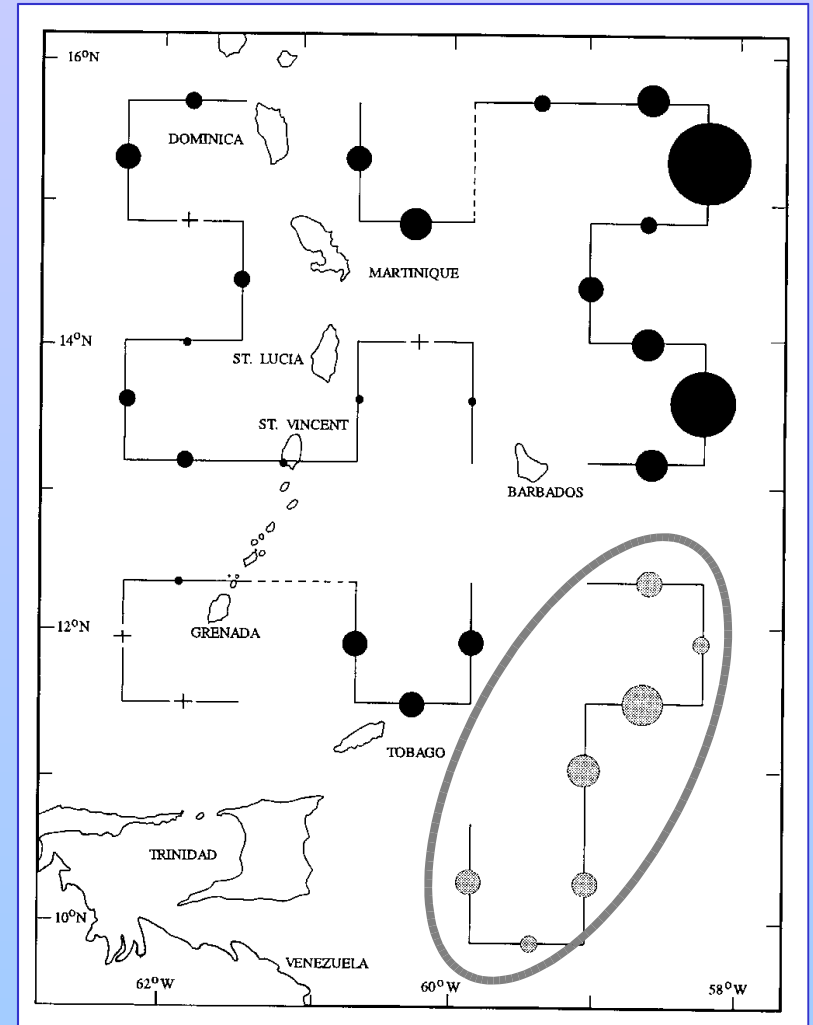 16°N
DOMINICA
MARTINIQUE
14°N
ST. LUCIA
ST. VINCENT
BARBADOS
12°N
GRENADA
TOBAGO
TRINIDAD
10°N
VENEZUELA
62°W
60°W
58°W